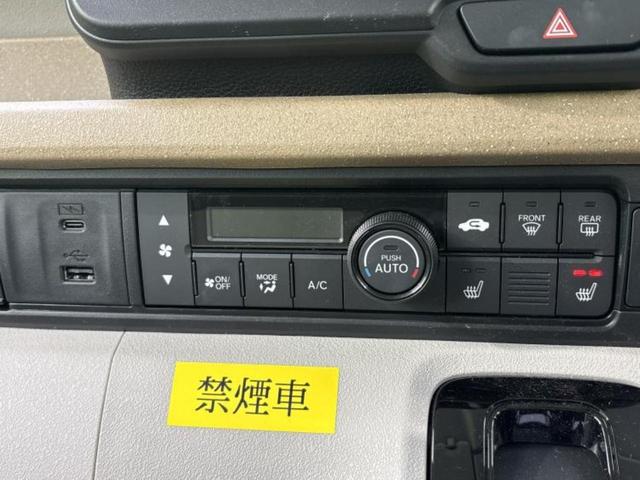 FRONT
REAR
PUSH
AUTO
ON/
OFF
MODE
A/C
禁煙車